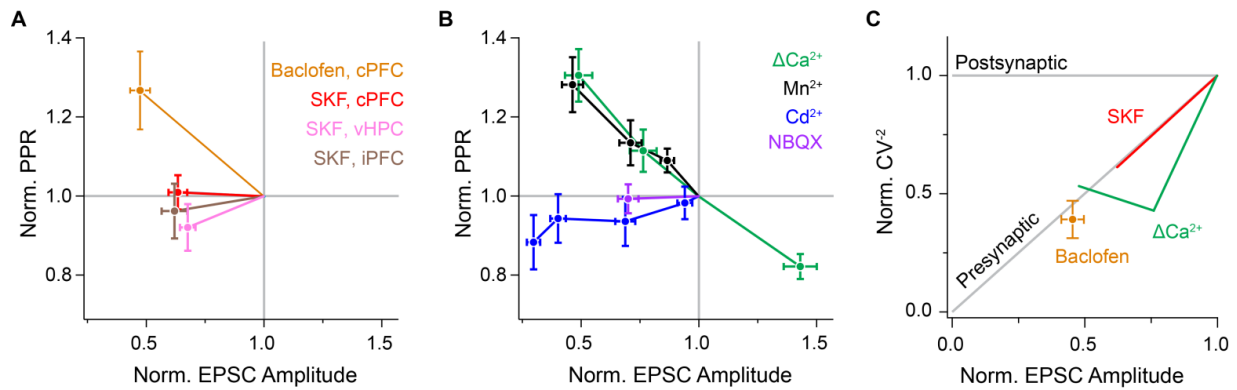 A
Norm. PPR
1.4
1.2
1.0
0.8
0.5
1.0
1.5
Norm. EPSC Amplitude
Baclofen, cPFC
SKF, cPFC
SKF, vHPC
SKF, iPFC
B
Norm. PPR
1.4
1.2
1.0
0.8
0.5
1.0
1.5
Norm. EPSC Amplitude
ΔCa²⁺
Mn²⁺
Cd²⁺
NBQX
C
Norm. CV⁻²
1.0
0.5
0.0
0.0
0.5
1.0
Norm. EPSC Amplitude
Postsynaptic
SKF
Presynaptic
ΔCa²⁺
Baclofen